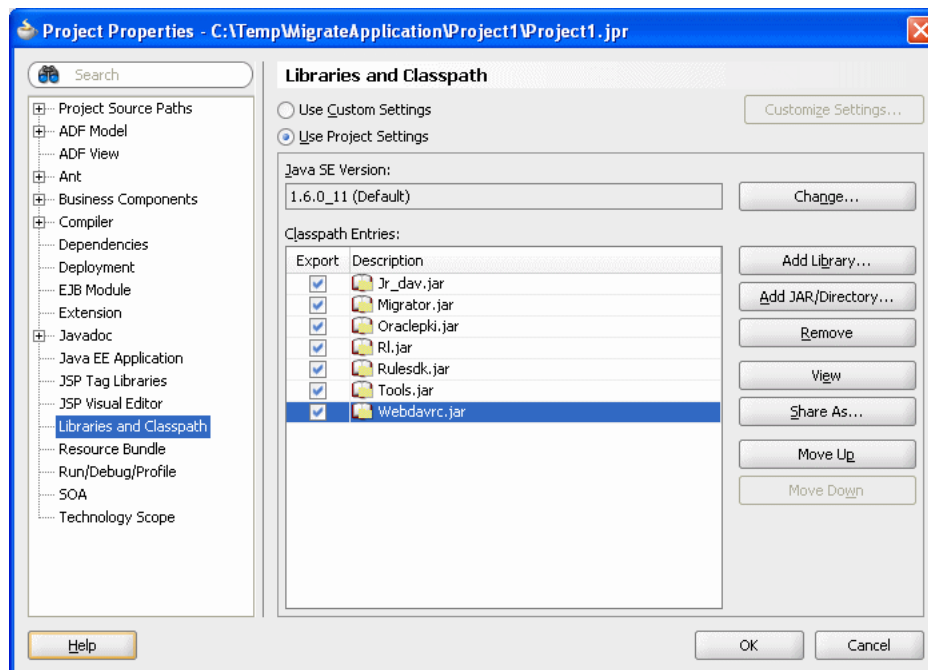 Project Properties - C:\Temp\MigrateApplication\Project1\Project1.jpr
Search
Project Source Paths
ADF Model
ADF View
Ant
Business Components
Compiler
Dependencies
Deployment
EJB Module
Extension
Javadoc
Java EE Application
JSP Tag Libraries
JSP Visual Editor
Libraries and Classpath
Resource Bundle
Run/Debug/Profile
SOA
Technology Scope
Libraries and Classpath
Use Custom Settings
Customize Settings...
Use Project Settings
Java SE Version:
1.6.0_11 (Default)
Change...
Classpath Entries:
Export Description
Jr_dav.jar
Migrator.jar
Oraclepki.jar
Rl.jar
Rulesdk.jar
Tools.jar
Webdavrc.jar
Add Library...
Add JAR/Directory...
Remove
View
Share As...
Move Up
Move Down
Help
OK
Cancel